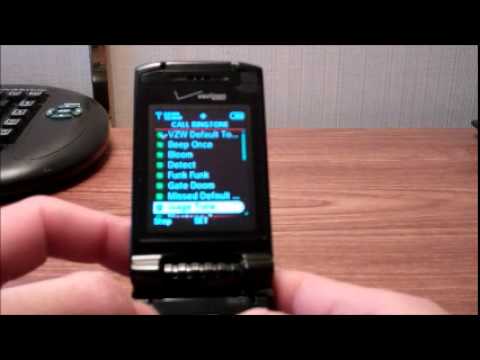 verizon
CALL RINGTONE
VZW Default To...
Beep Once
Bloom
Detect
Funk Funk
Gate Doom
Missed Default ...
Stop SET